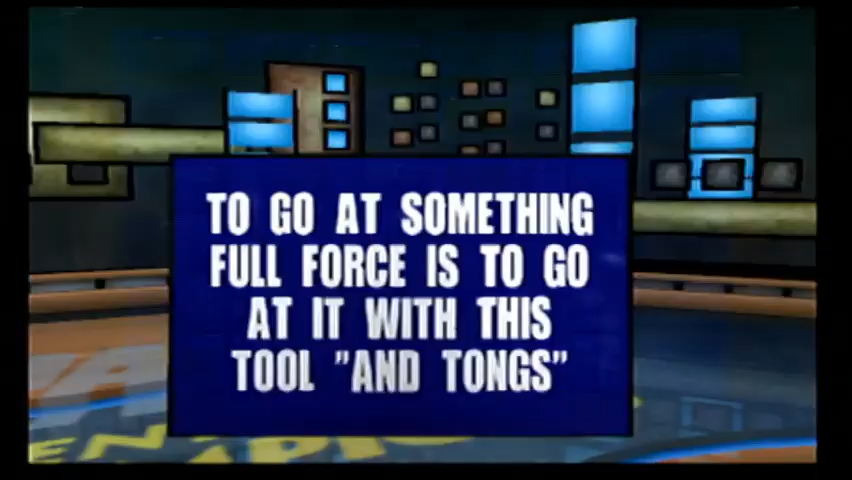 TO GO AT SOMETHING
FULL FORCE IS TO GO
AT IT WITH THIS
TOOL "AND TONGS"